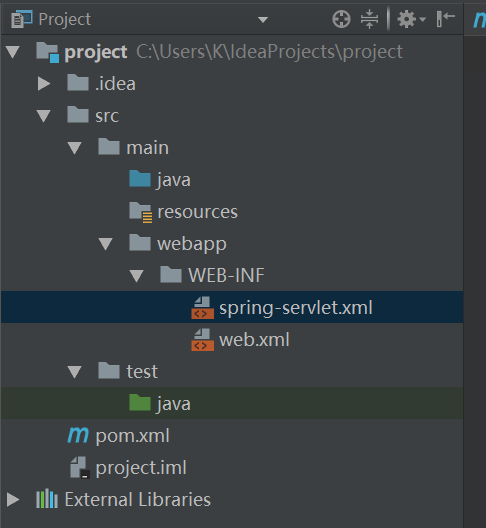 Project
project C:\Users\K\IdeaProjects\project
.idea
src
main
java
resources
webapp
WEB-INF
spring-servlet.xml
web.xml
test
java
pom.xml
project.iml
External Libraries